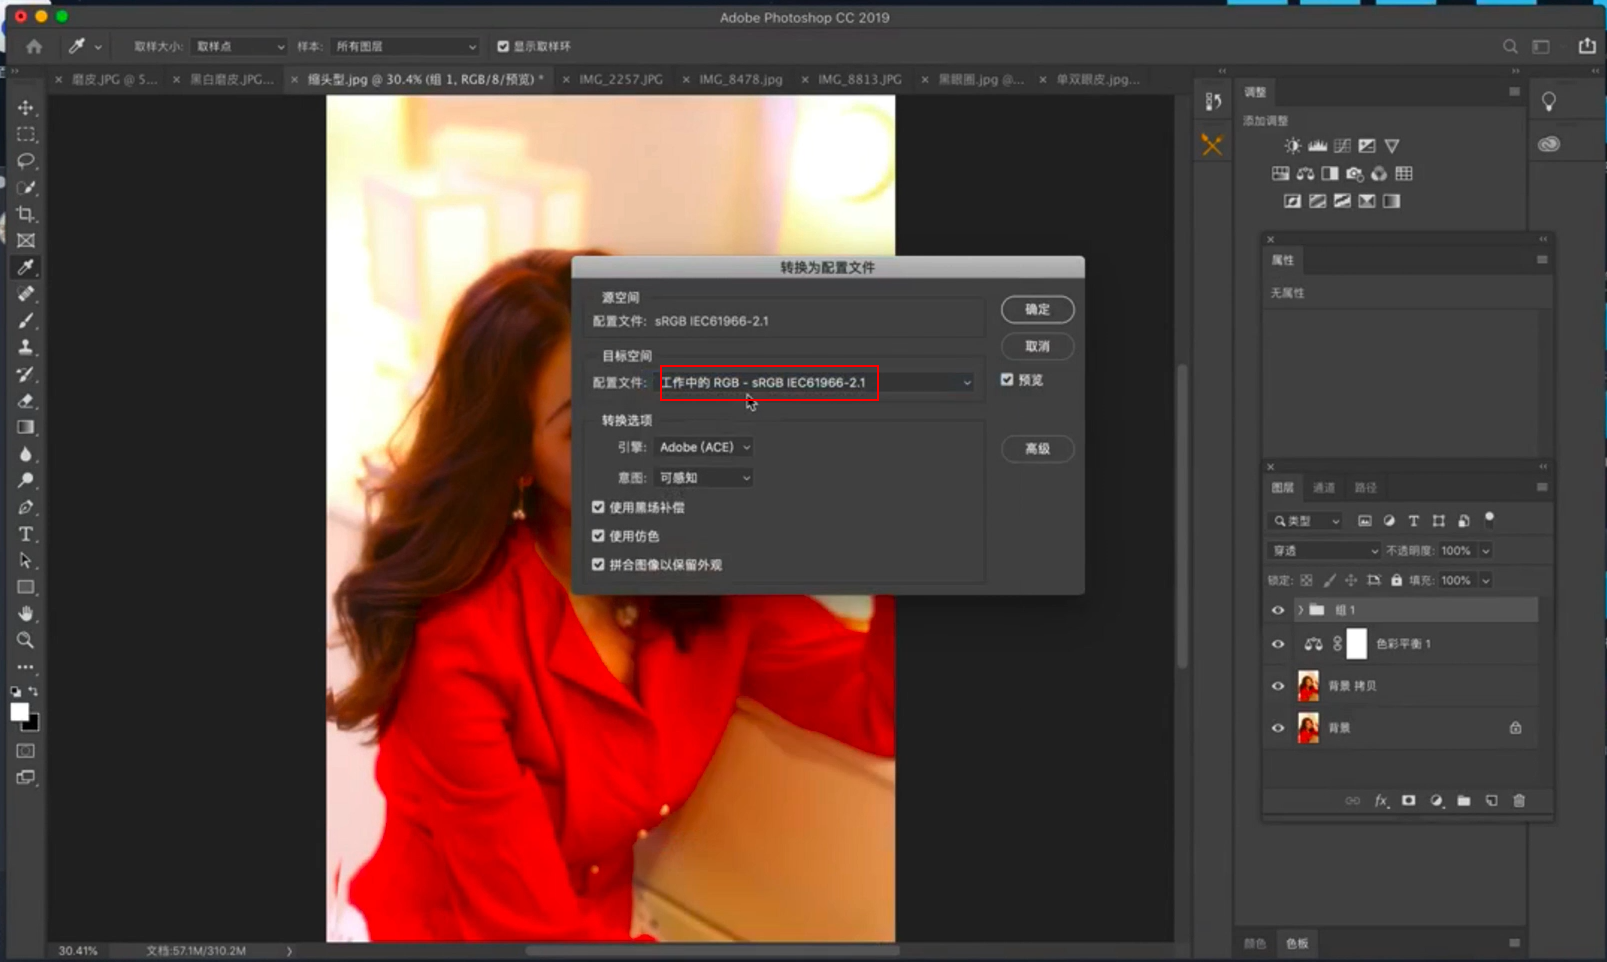 Adobe Photoshop CC 2019
取样大小: 取样点 样本: 所有图层 显示取样环
磨皮.JPG @ 5... 黑白磨皮.JPG... 缩头型.jpg @ 30.4% (组 1, RGB/8/预览) * IMG_2257.JPG IMG_8478.jpg IMG_8813.JPG 黑眼圈.jpg @... 单双眼皮.jpg...
调整
添加调整
属性
无属性
转换为配置文件
源空间
配置文件: sRGB IEC61966-2.1
目标空间
配置文件: 工作中的 RGB - sRGB IEC61966-2.1
转换选项
引擎: Adobe (ACE)
意图: 可感知
使用黑场补偿
使用仿色
拼合图像以保留外观
确定
取消
预览
高级
图层 通道 路径
类型
穿透 不透明度: 100%
锁定: 填充: 100%
组 1
色彩平衡 1
背景 拷贝
背景
fx
颜色 色板
30.41% 文档:57.1M/310.2M